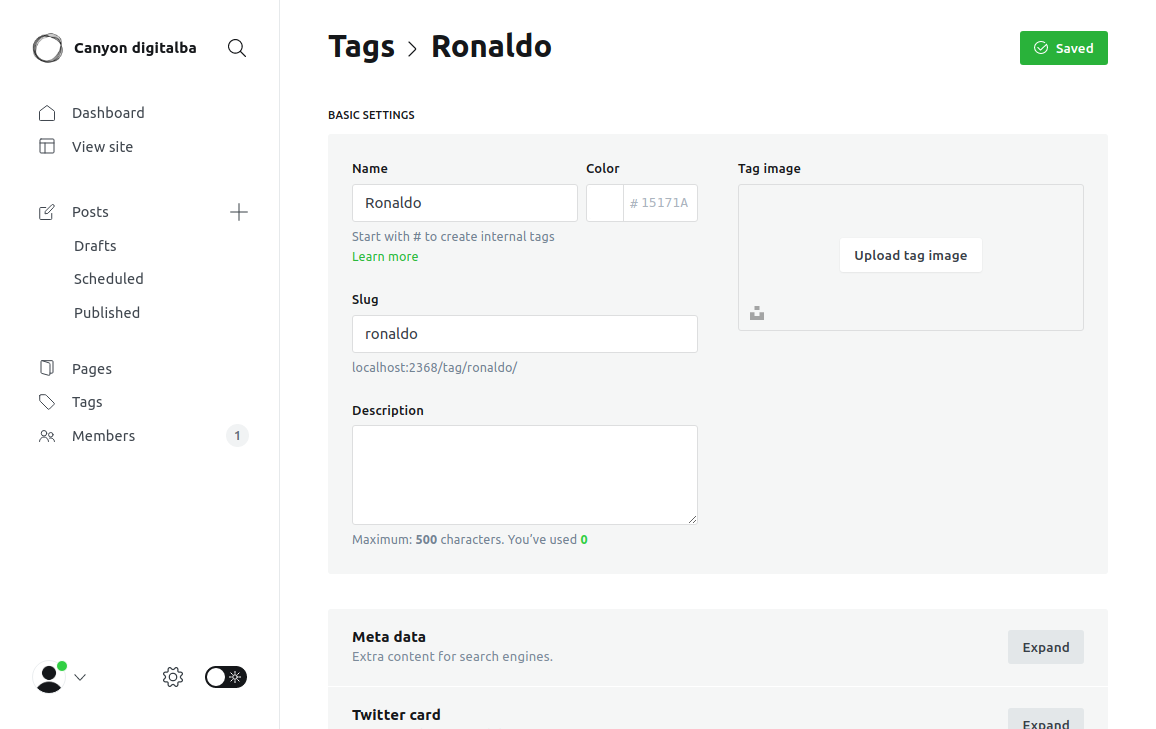 Canyon digitalba
Dashboard
View site
Posts
Drafts
Scheduled
Published
Pages
Tags
Members 1
Tags > Ronaldo
Saved
BASIC SETTINGS
Name
Ronaldo
Start with # to create internal tags
Learn more
Color
# 15171A
Slug
ronaldo
localhost:2368/tag/ronaldo/
Description
Maximum: 500 characters. You've used 0
Tag image
Upload tag image
Meta data
Extra content for search engines.
Expand
Twitter card
Expand